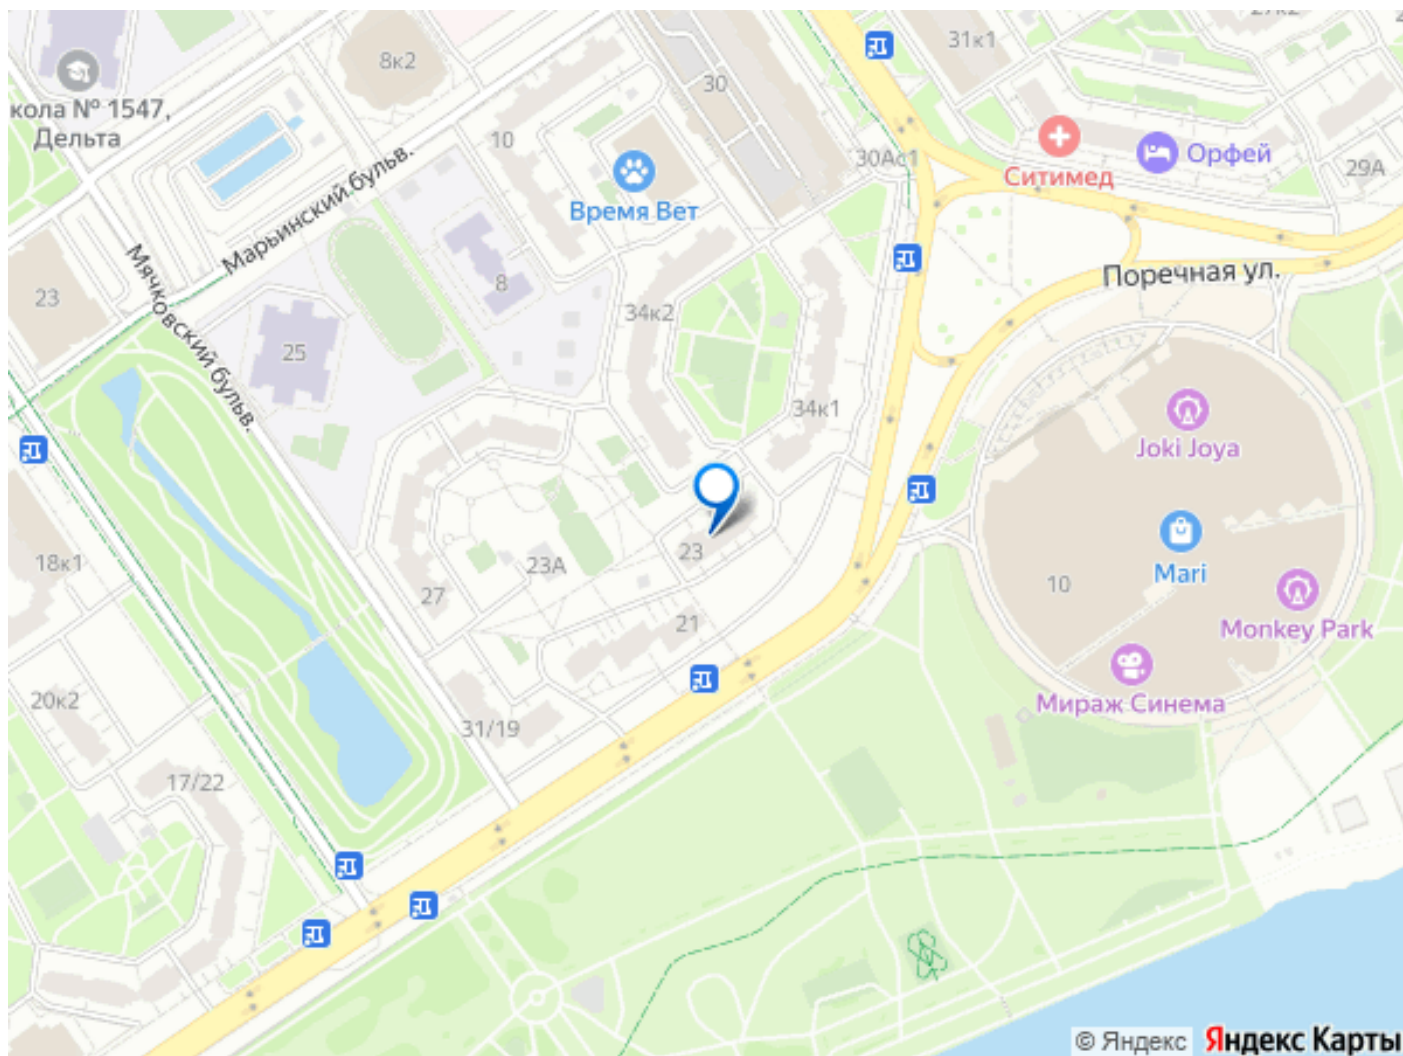 31к1
8к2
30
кола № 1547,
Дельта
10
30Ас1
Орфей
Ситимед
29А
Время Вет
Марьинский бульв.
Мячковский бульв.
Поречная ул.
23
8
34к2
25
34к1
Joki Joya
23
23А
18к1
27
10
Mari
21
Monkey Park
20к2
31/19
Мираж Синема
17/22
© Яндекс Яндекс Карты